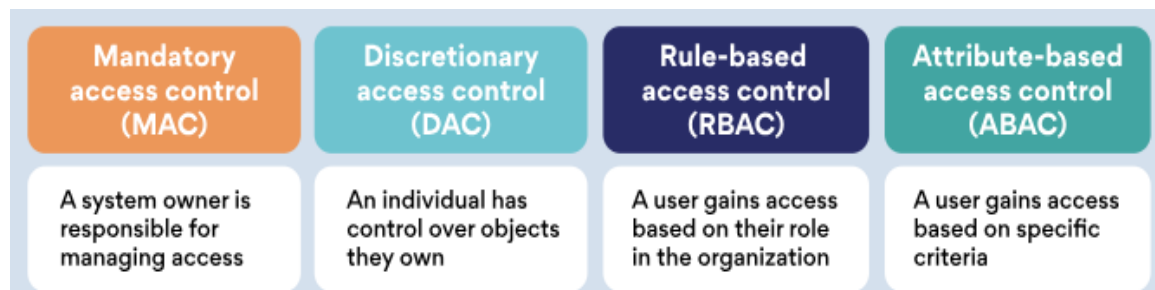 Mandatory
access control
(MAC)
Discretionary
access control
(DAC)
Rule-based
access control
(RBAC)
Attribute-based
access control
(ABAC)
A system owner is
responsible for
managing access
An individual has
control over objects
they own
A user gains access
based on their role
in the organization
A user gains access
based on specific
criteria